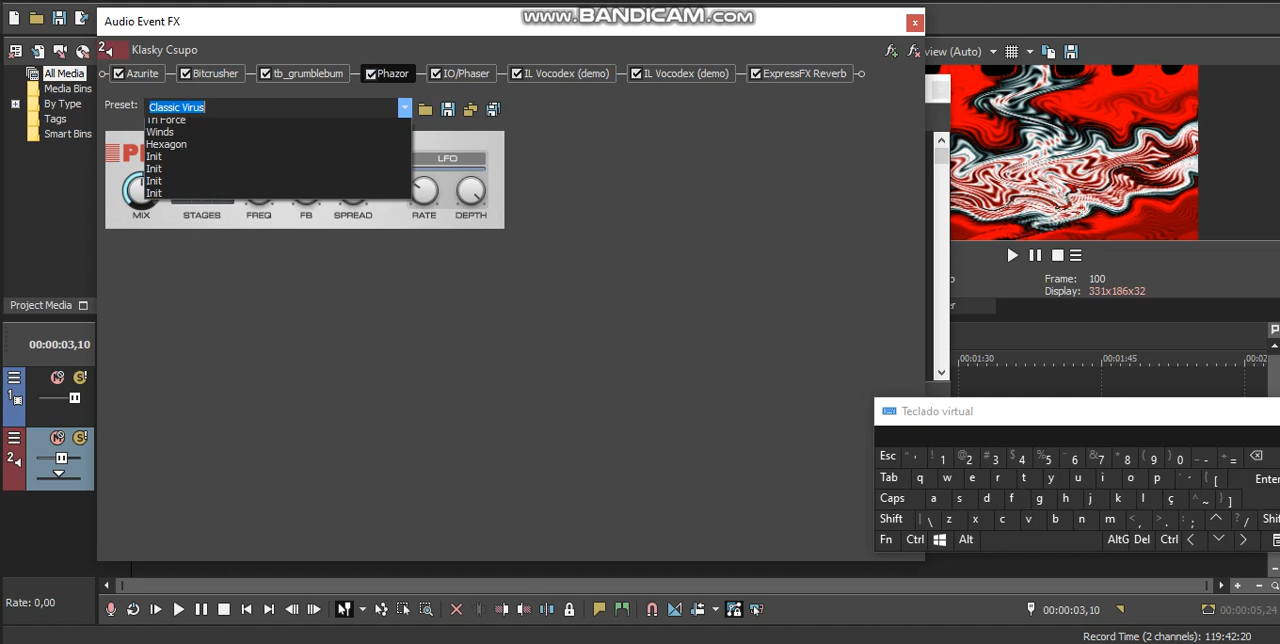 Audio Event FX
www.BANDICAM.com
2
Klasky Csupo
view (Auto)
Azurite
Bitcrusher
tb_grumblebum
Phazor
IO/Phaser
IL Vocodex (demo)
IL Vocodex (demo)
ExpressFX Reverb
All Media
Media Bins
By Type
Tags
Smart Bins
Preset:
Classic Virus
Tri Force
Winds
Hexagon
Init
Init
Init
Init
LFO
MIX
STAGES
FREQ
FB
SPREAD
RATE
DEPTH
Frame: 100
Display: 331x186x32
Project Media
00:00:03,10
00:01:30
00:01:45
1
2
Teclado virtual
Esc " ' ! 1 @ 2 # 3 $ 4 % 5 ¨ 6 & 7 * 8 ( 9 ) 0 _ - + =
Tab q w e r t y u i o p ` ´ { [ Enter
Caps a s d f g h j k l ç ^ ~ } ]
Shift | \ z x c v b n m < , > . : ; ? /
Fn Ctrl Alt AltG Del Ctrl
Rate: 0,00
00:00:03,10
00:00:05,24
Record Time (2 channels): 119:42:20